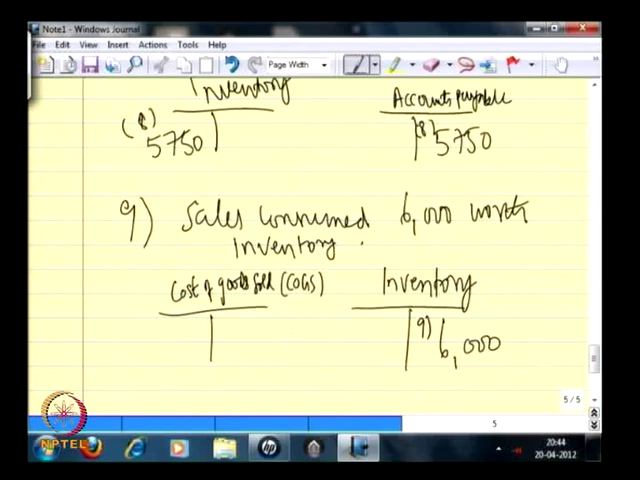 Note1 - Windows Journal
File Edit View Insert Actions Tools Help
Page Width
Inventory Accounts payable
(8) 5750 (8) 5750
9) Sales consumed 6,000 worth
Inventory.
Cost of goods sold (COGS) Inventory
9) 6,000
5 / 5
5
NPTEL
20:44
20-04-2012